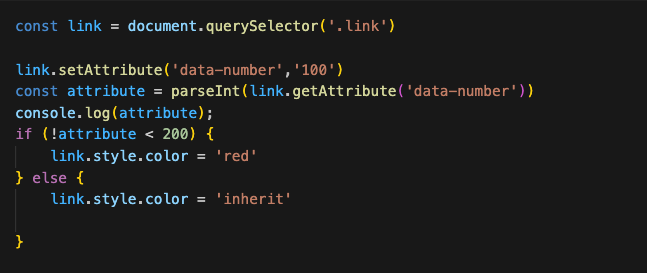 const link = document.querySelector('.link')
link.setAttribute('data-number','100')
const attribute = parseInt(link.getAttribute('data-number'))
console.log(attribute);
if (!attribute < 200) {
link.style.color = 'red'
} else {
link.style.color = 'inherit'
}